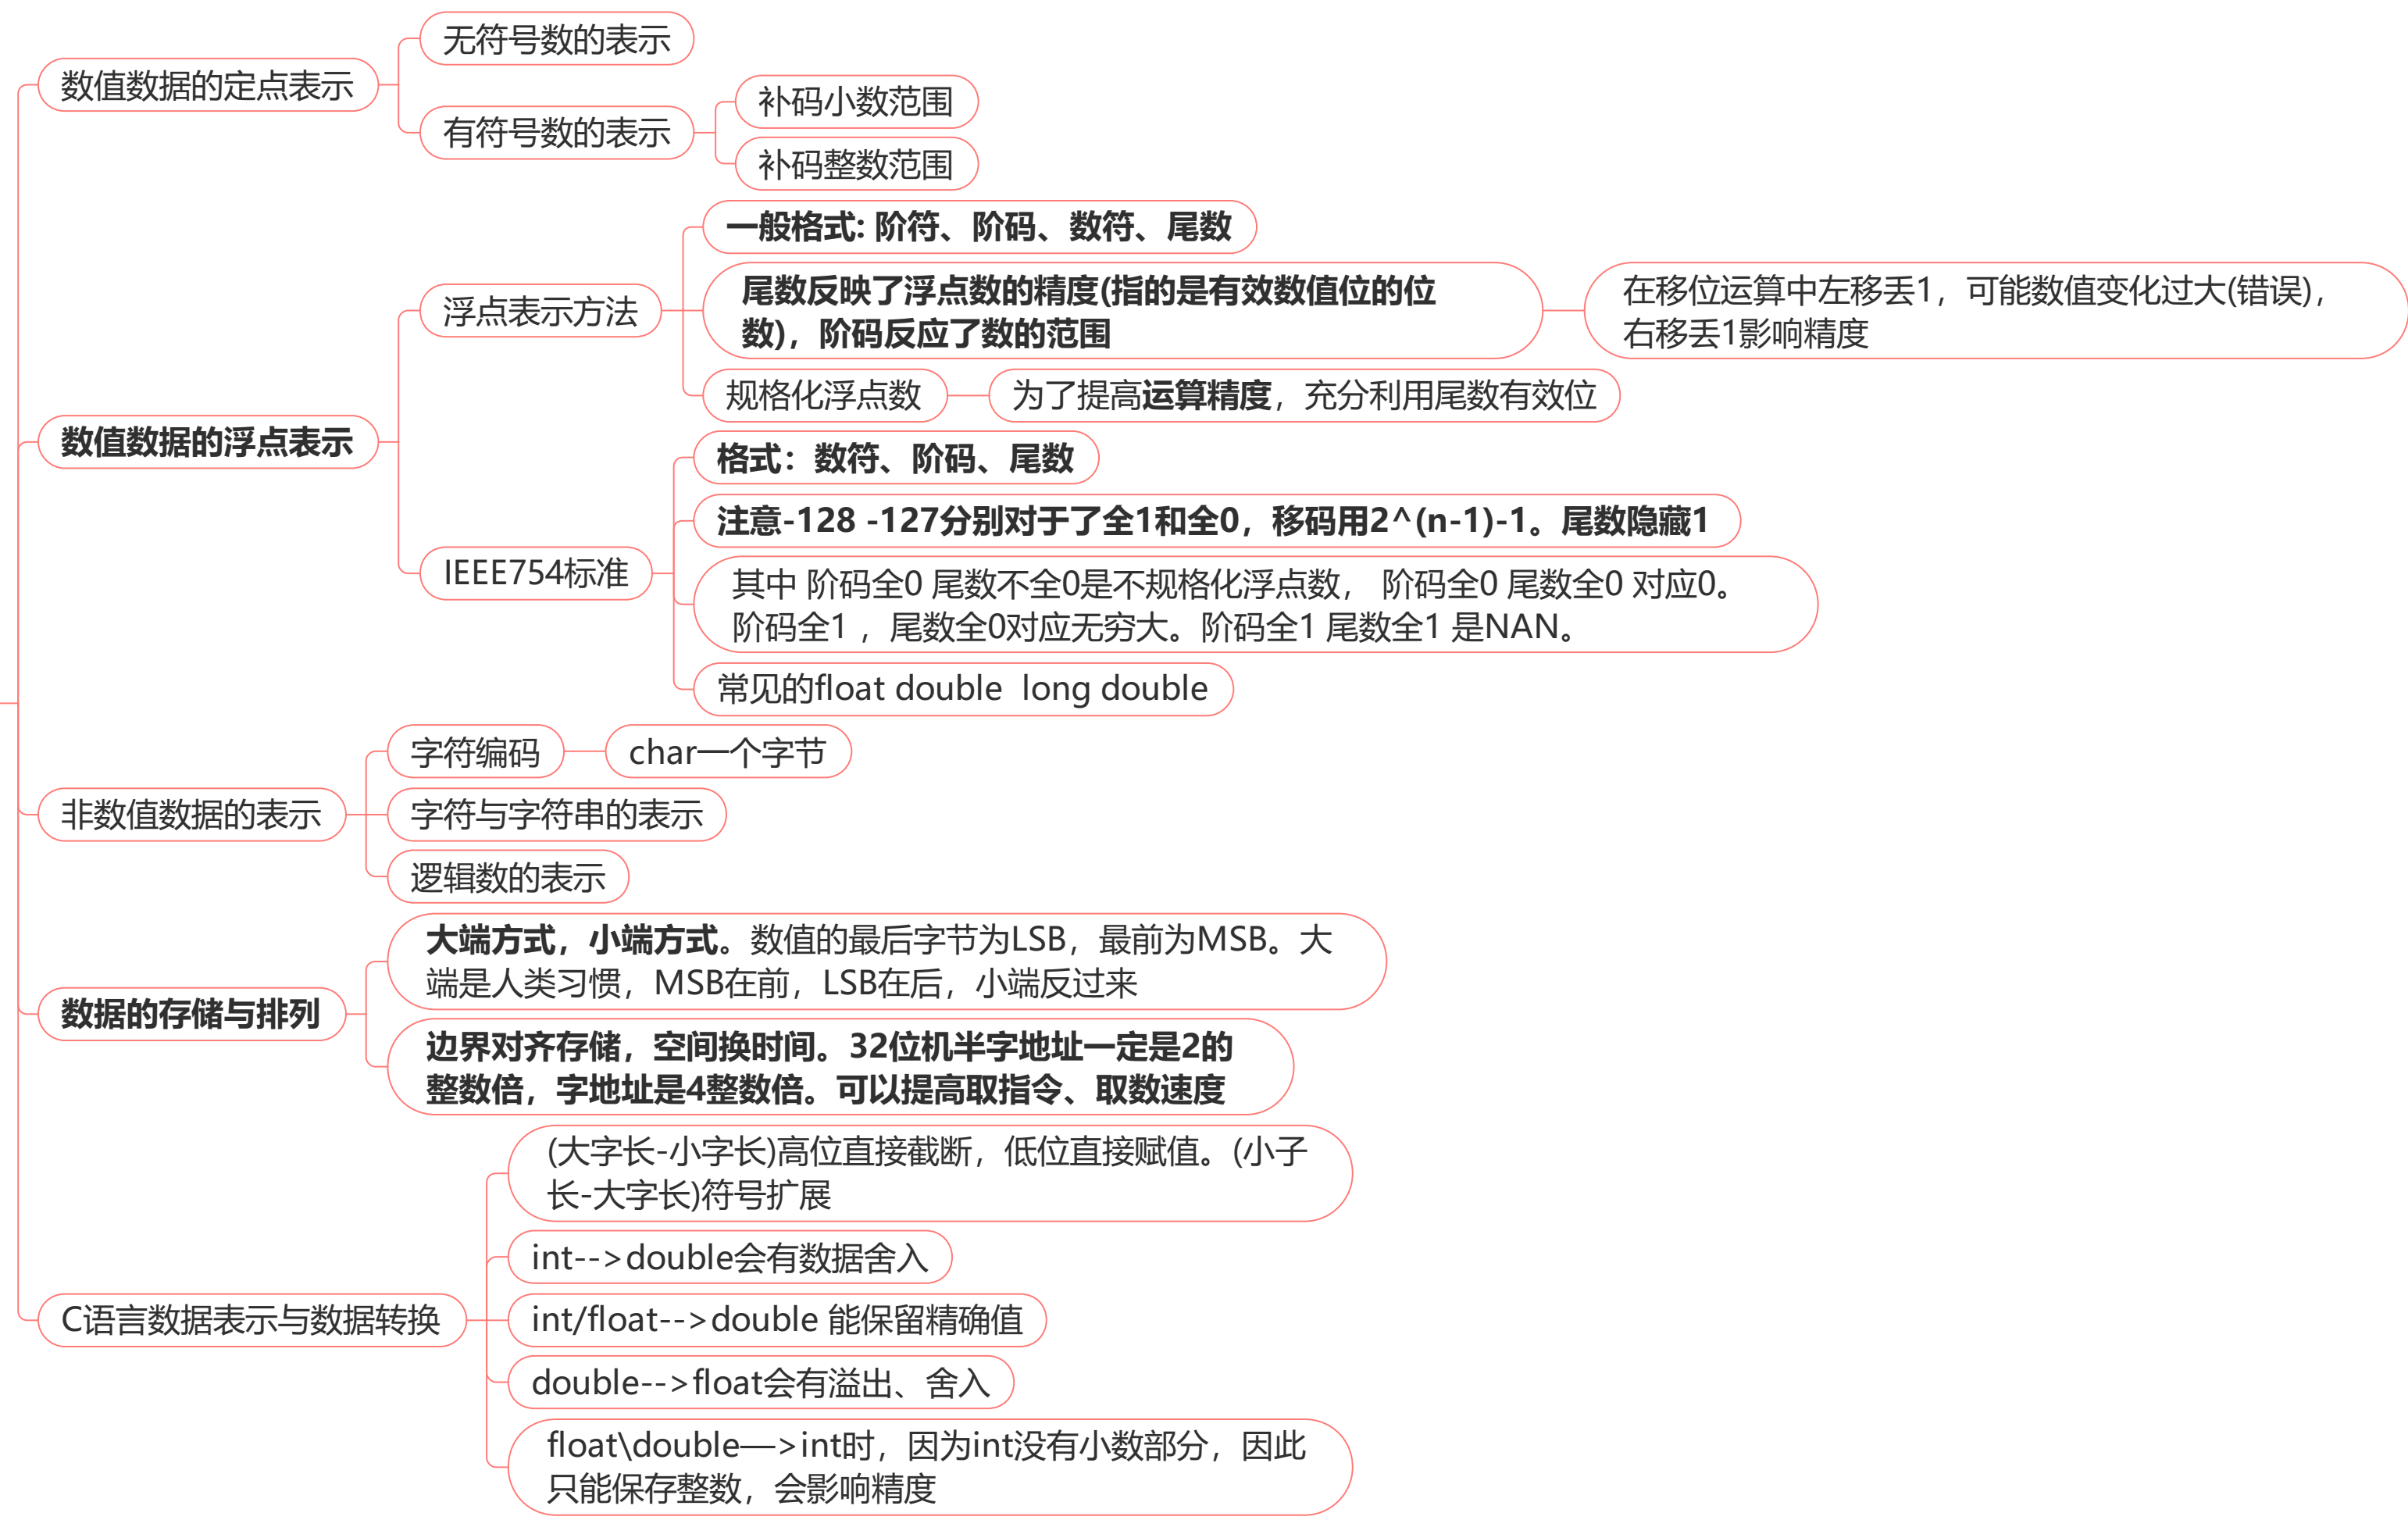 数值数据的定点表示
无符号数的表示
有符号数的表示
补码小数范围
补码整数范围
数值数据的浮点表示
浮点表示方法
一般格式: 阶符、阶码、数符、尾数
尾数反映了浮点数的精度(指的是有效数值位的位
数)，阶码反应了数的范围
在移位运算中左移丢1，可能数值变化过大(错误)，
右移丢1影响精度
规格化浮点数
为了提高运算精度，充分利用尾数有效位
IEEE754标准
格式：数符、阶码、尾数
注意-128 -127分别对于了全1和全0，移码用2^(n-1)-1。尾数隐藏1
其中 阶码全0 尾数不全0是不规格化浮点数， 阶码全0 尾数全0 对应0。
阶码全1 ，尾数全0对应无穷大。阶码全1 尾数全1 是NAN。
常见的float double  long double
非数值数据的表示
字符编码
char一个字节
字符与字符串的表示
逻辑数的表示
数据的存储与排列
大端方式，小端方式。数值的最后字节为LSB，最前为MSB。大
端是人类习惯，MSB在前，LSB在后，小端反过来
边界对齐存储，空间换时间。32位机半字地址一定是2的
整数倍，字地址是4整数倍。可以提高取指令、取数速度
C语言数据表示与数据转换
(大字长-小字长)高位直接截断，低位直接赋值。(小子
长-大字长)符号扩展
int-->double会有数据舍入
int/float-->double 能保留精确值
double-->float会有溢出、舍入
float\double—>int时，因为int没有小数部分，因此
只能保存整数，会影响精度